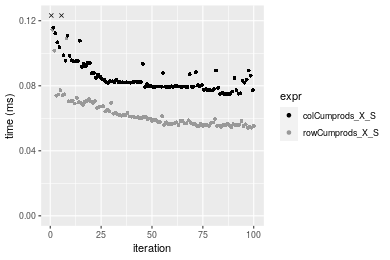 0.12
0.08
0.04
0.00
time (ms)
0
25
50
75
100
iteration
expr
colCumprods_X_S
rowCumprods_X_S